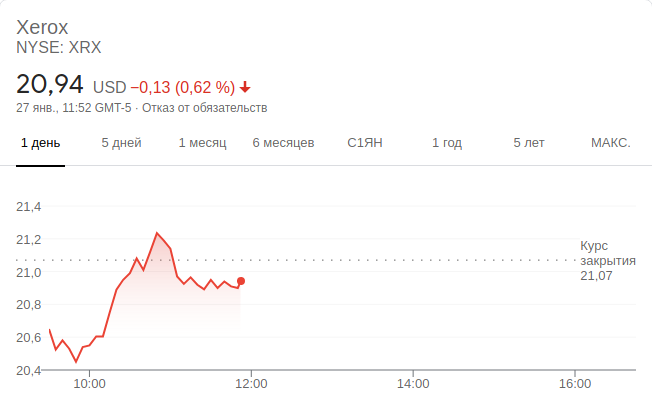 Xerox
NYSE: XRX
20,94 USD −0,13 (0,62 %)
27 янв., 11:52 GMT-5 · Отказ от обязательств
1 день 5 дней 1 месяц 6 месяцев С1ЯН 1 год 5 лет МАКС.
21,4
21,2
Курс
закрытия
21,07
21,0
20,8
20,6
20,4
10:00 12:00 14:00 16:00